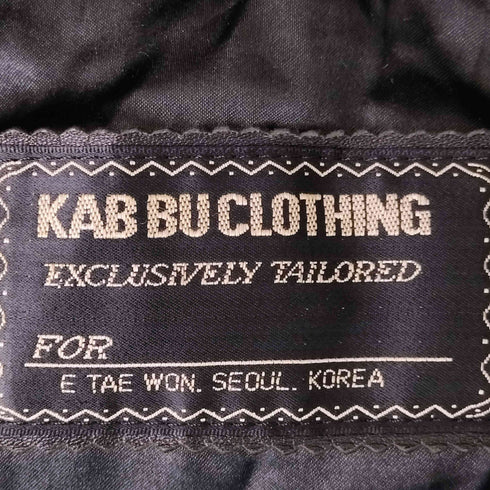 KAB BU CLOTHING
EXCLUSIVELY TAILORED
FOR
E TAE WON. SEOUL. KOREA